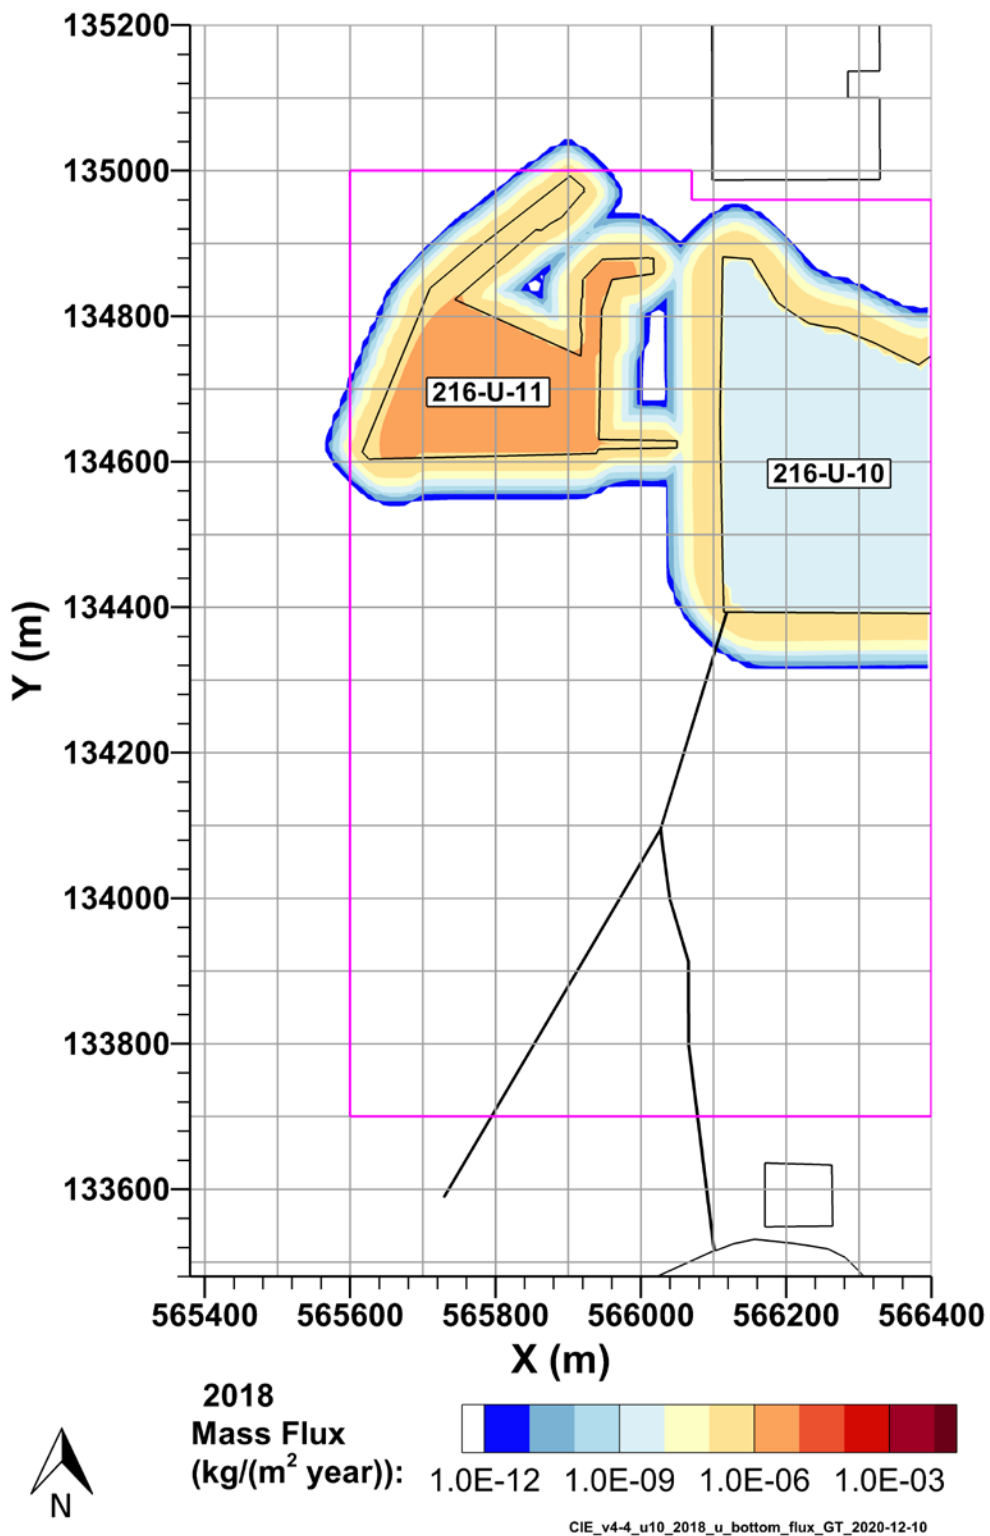 135200
135000
134800
134600
134400
134200
134000
133800
133600
Y (m)
216-U-11
216-U-10
565400 565600 565800 566000 566200 566400
X (m)
2018
Mass Flux
(kg/(m² year)):
1.0E-12 1.0E-09 1.0E-06 1.0E-03
N
CIE_v4-4_u10_2018_u_bottom_flux_GT_2020-12-10